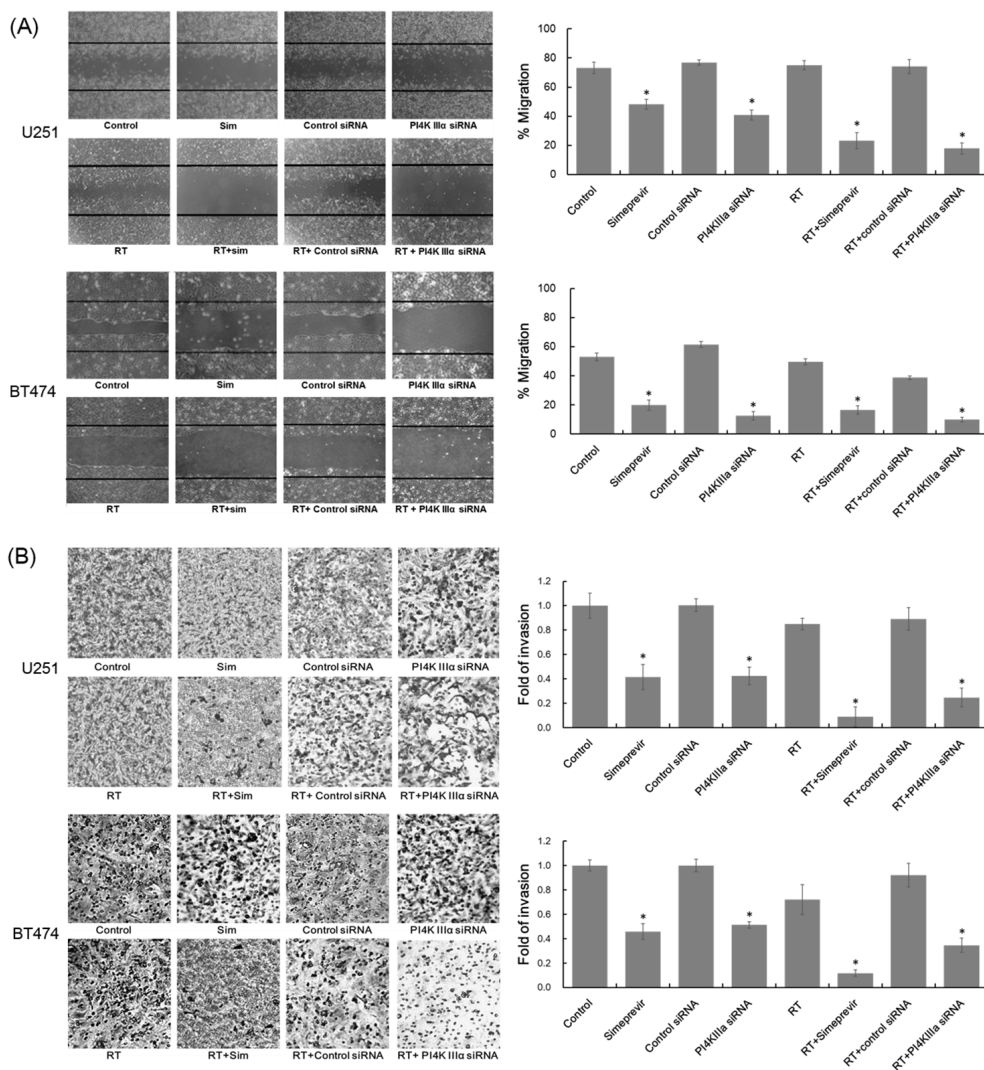 (A)
U251
Control Sim Control siRNA PI4K IIIα siRNA
RT RT+sim RT+ Control siRNA RT + PI4K IIIα siRNA
BT474
Control Sim Control siRNA PI4K IIIα siRNA
RT RT+sim RT+ Control siRNA RT + PI4K IIIα siRNA
% Migration
100
80
60
40
20
0
* * * *
Control Simeprevir Control siRNA PI4KIIIa siRNA RT RT+Simeprevir RT+control siRNA RT+PI4KIIIa siRNA
% Migration
100
80
60
40
20
0
* * * *
Control Simeprevir Control siRNA PI4KIIIa siRNA RT RT+Simeprevir RT+control siRNA RT+PI4KIIIa siRNA
(B)
U251
Control Sim Control siRNA PI4K IIIα siRNA
RT RT+Sim RT+ Control siRNA RT+PI4K IIIα siRNA
BT474
Control Sim Control siRNA PI4K IIIα siRNA
RT RT+Sim RT+Control siRNA RT+ PI4K IIIα siRNA
Fold of invasion
1.2
1.0
0.8
0.6
0.4
0.2
0.0
* * * *
Control Simeprevir Control siRNA PI4KIIIa siRNA RT RT+Simeprevir RT+control siRNA RT+PI4KIIIa siRNA
Fold of invasion
1.2
1.0
0.8
0.6
0.4
0.2
0.0
* * * *
Control Simeprevir Control siRNA PI4KIIIa siRNA RT RT+Simeprevir RT+control siRNA RT+PI4KIIIa siRNA